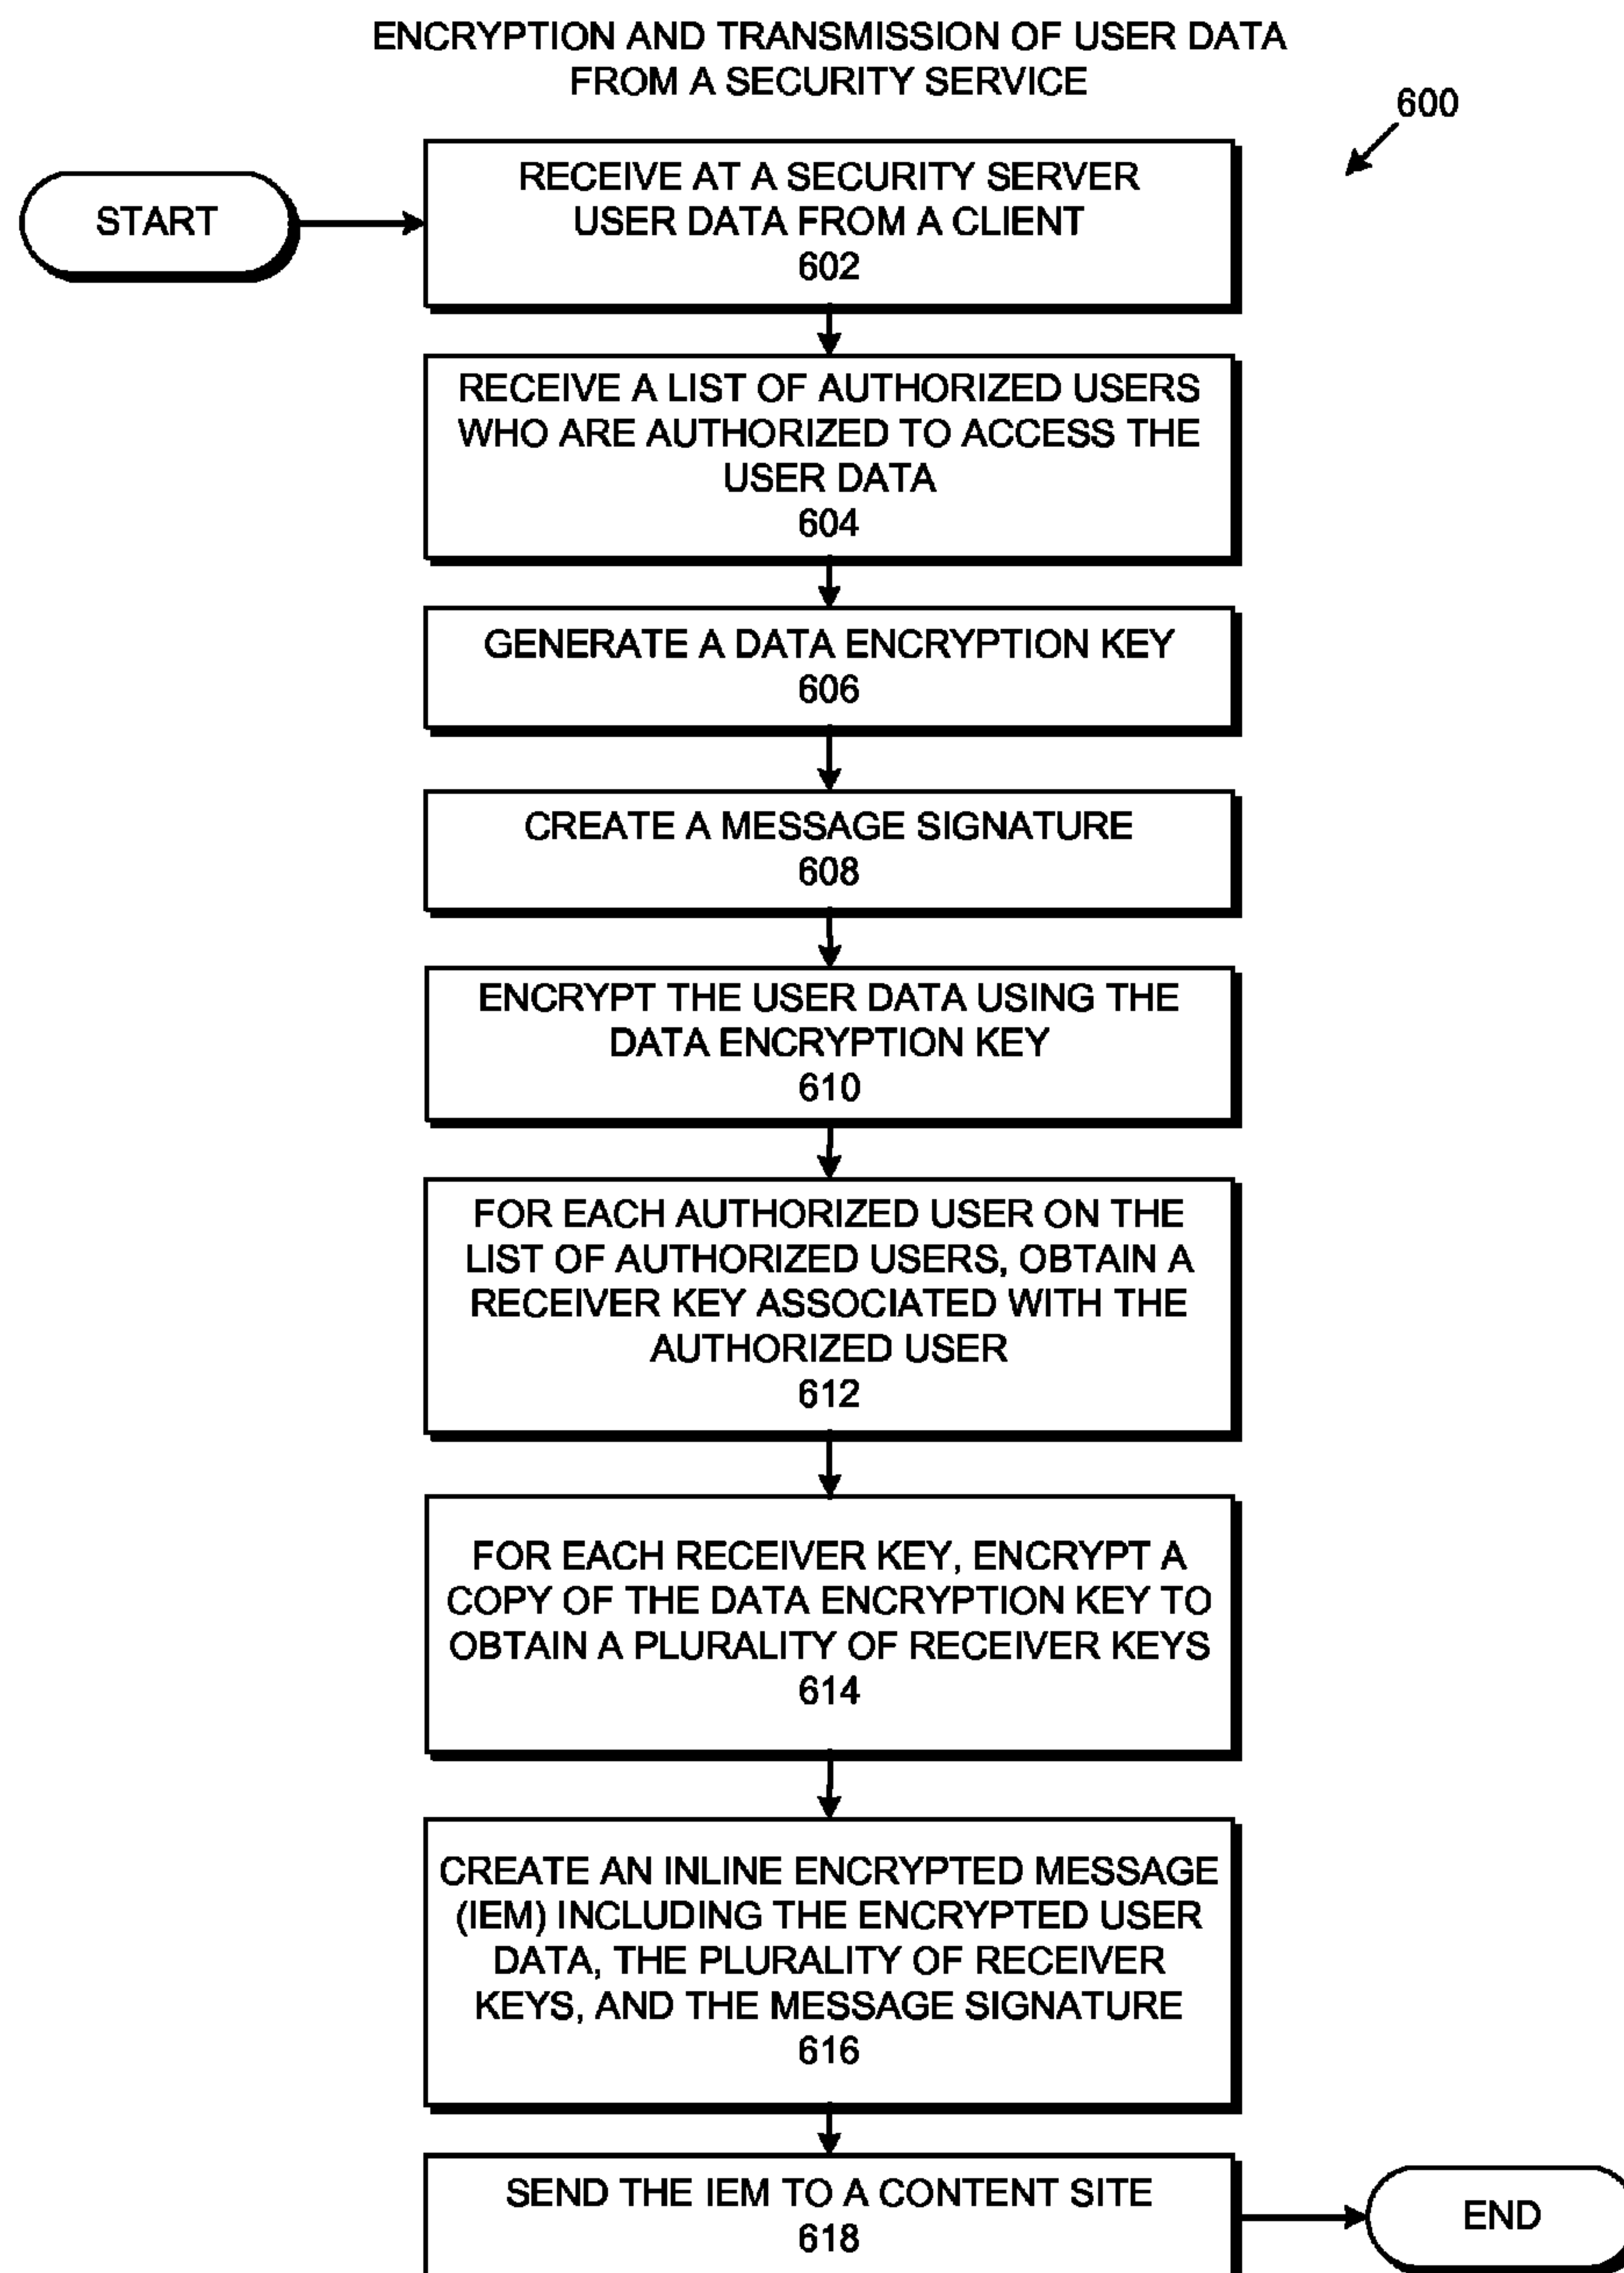 ENCRYPTION AND TRANSMISSION OF USER DATA
FROM A SECURITY SERVICE
600
START
RECEIVE AT A SECURITY SERVER
USER DATA FROM A CLIENT
602
RECEIVE A LIST OF AUTHORIZED USERS
WHO ARE AUTHORIZED TO ACCESS THE
USER DATA
604
GENERATE A DATA ENCRYPTION KEY
606
CREATE A MESSAGE SIGNATURE
608
ENCRYPT THE USER DATA USING THE
DATA ENCRYPTION KEY
610
FOR EACH AUTHORIZED USER ON THE
LIST OF AUTHORIZED USERS, OBTAIN A
RECEIVER KEY ASSOCIATED WITH THE
AUTHORIZED USER
612
FOR EACH RECEIVER KEY, ENCRYPT A
COPY OF THE DATA ENCRYPTION KEY TO
OBTAIN A PLURALITY OF RECEIVER KEYS
614
CREATE AN INLINE ENCRYPTED MESSAGE
(IEM) INCLUDING THE ENCRYPTED USER
DATA, THE PLURALITY OF RECEIVER
KEYS, AND THE MESSAGE SIGNATURE
616
SEND THE IEM TO A CONTENT SITE
618
END